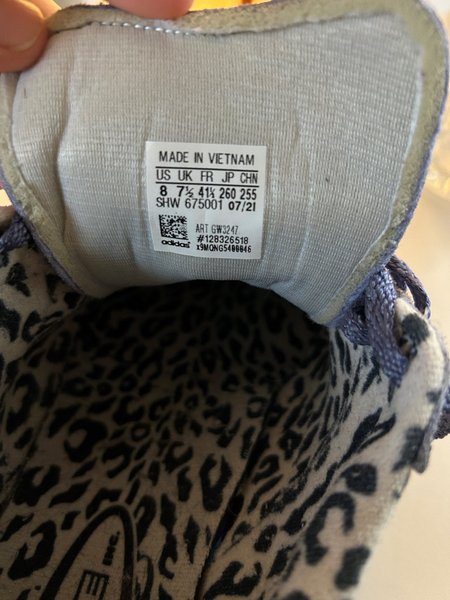 MADE IN VIETNAM
US UK FR JP CHN
8 7½ 41⅓ 260 255
SHW 675001 07/21
ART GW3247
#128326518
adidas